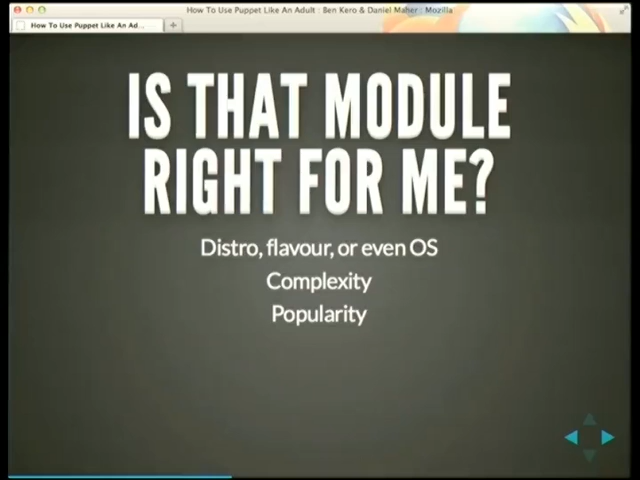 How To Use Puppet Like An Adult : Ben Kero & Daniel Maher : Mozilla
How To Use Puppet Like An Ad...
IS THAT MODULE
RIGHT FOR ME?
Distro, flavour, or even OS
Complexity
Popularity